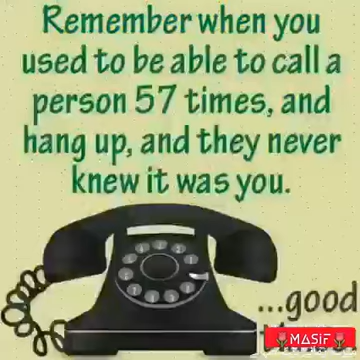 Remember when you
used to be able to call a
person 57 times, and
hang up, and they never
knew it was you.
...good
MASIF